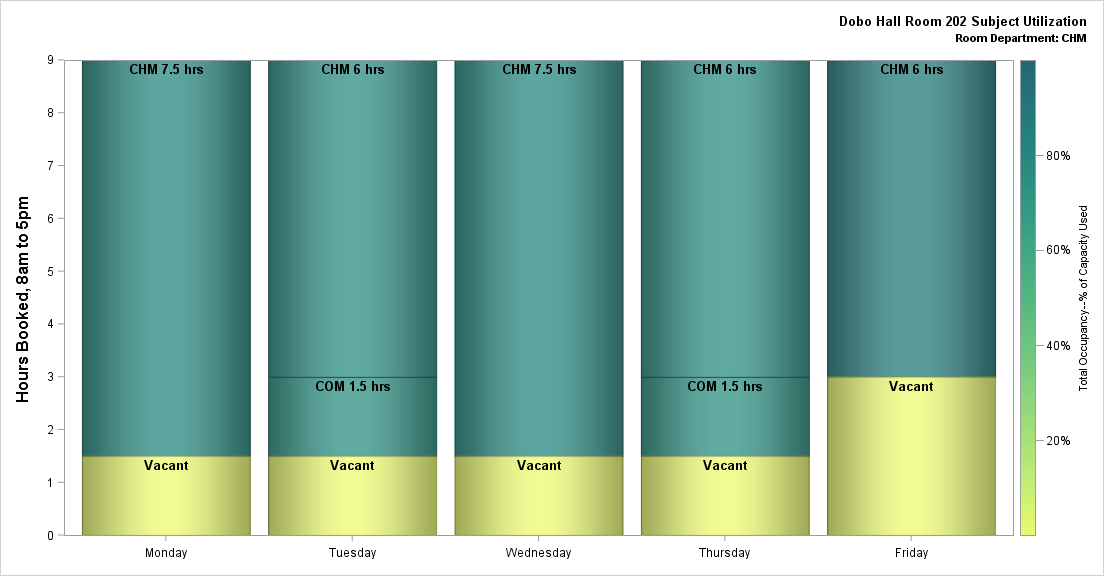 Dobo Hall Room 202 Subject Utilization
Room Department: CHM
Hours Booked, 8am to 5pm
9
8
7
6
5
4
3
2
1
0
CHM 7.5 hrs
Vacant
CHM 6 hrs
COM 1.5 hrs
Vacant
CHM 7.5 hrs
Vacant
CHM 6 hrs
COM 1.5 hrs
Vacant
CHM 6 hrs
Vacant
Monday
Tuesday
Wednesday
Thursday
Friday
80%
60%
40%
20%
Total Occupancy--% of Capacity Used